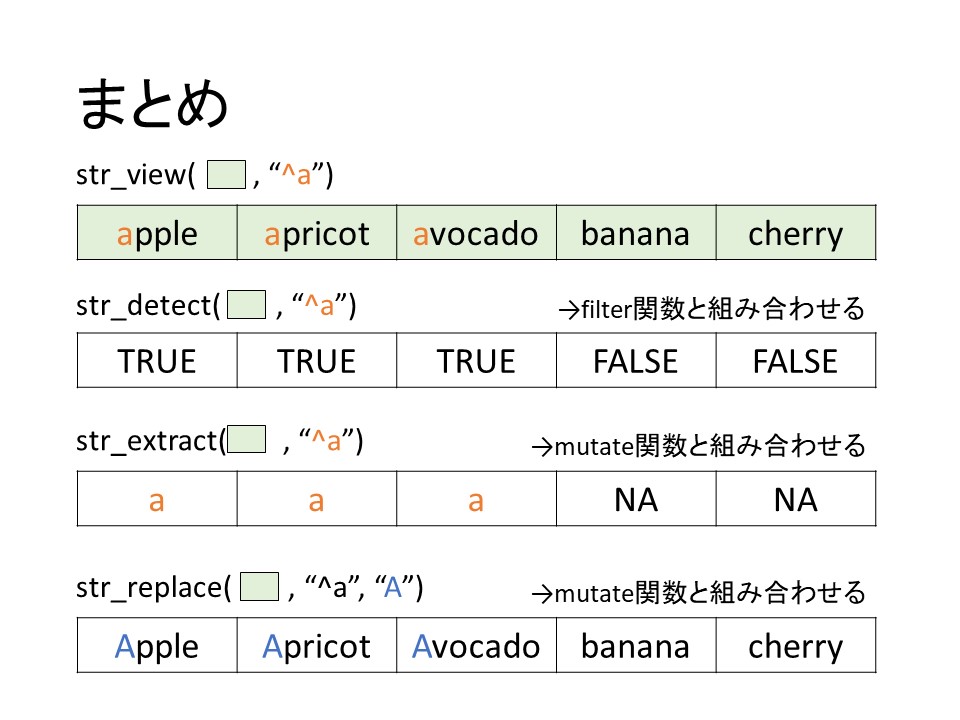 まとめ
str_view( , “^a”)
apple apricot avocado banana cherry
str_detect( , “^a”) →filter関数と組み合わせる
TRUE TRUE TRUE FALSE FALSE
str_extract( , “^a”) →mutate関数と組み合わせる
a a a NA NA
str_replace( , “^a”, “A”) →mutate関数と組み合わせる
Apple Apricot Avocado banana cherry